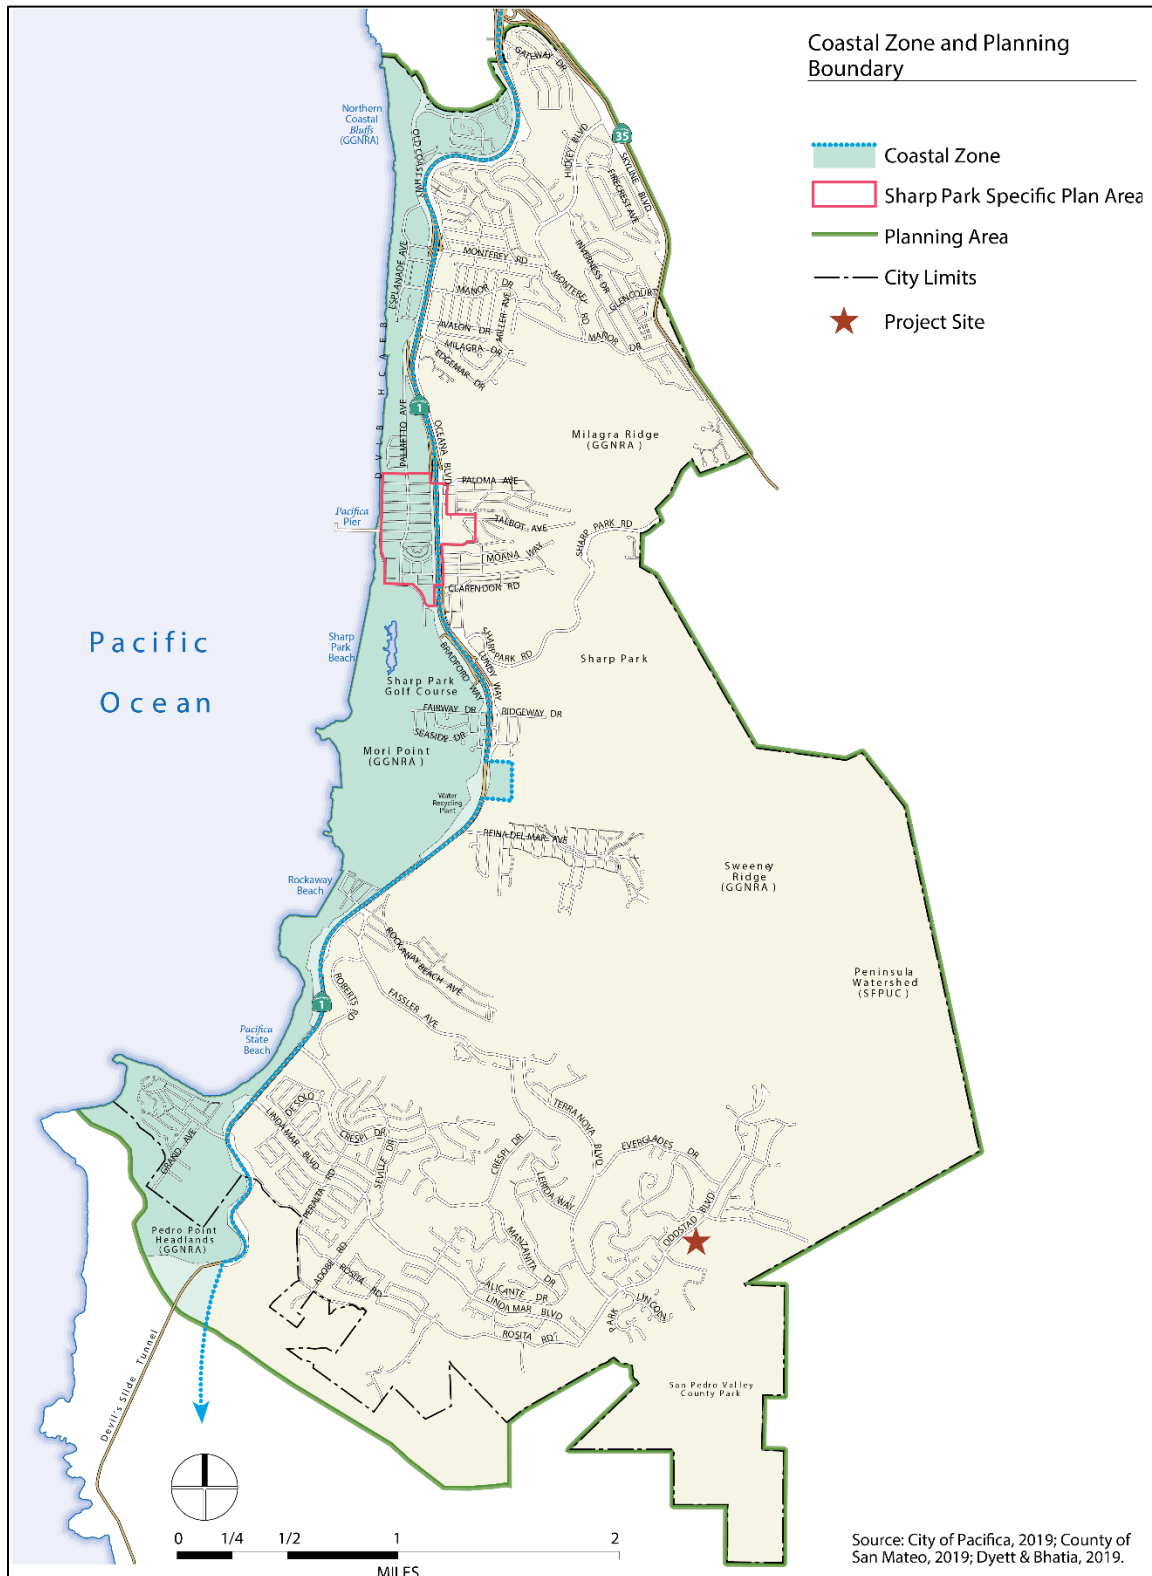 Coastal Zone and Planning
Boundary
Coastal Zone
Sharp Park Specific Plan Area
Planning Area
City Limits
Project Site
GATEWAY DR
Northern
Coastal
Bluffs
(GGNRA)
OLD COAST HWY
HICKEY BLVD
35
SKYLINE BLVD
FIRECREST AVE
ESPLANADE AVE
MONTEREY RD
INVERNESS DR
MANOR DR
MONTEREY RD
GLENCOURT
MILLER AVE
AVALON DR
MANOR DR
MILAGRA DR
EDGEMAR DR
BEACH BLVD
1
PALMETTO AVE
OCEANA BLVD
Milagra Ridge
(GGNRA)
PALOMA AVE
Pacifica
Pier
TALBOT AVE
SHARP PARK RD
MOANA WAY
CLARENDON RD
Pacific
Ocean
Sharp
Park
Beach
SHARP PARK RD
LUNDY WAY
BRADFORD WAY
Sharp Park
Sharp Park
Golf Course
FAIRWAY DR
RIDGEWAY DR
SEASIDE DR
Mori Point
(GGNRA)
Water
Recycling
Plant
REINA DEL MAR AVE
Sweeney
Ridge
(GGNRA)
Rockaway
Beach
ROCKAWAY BEACH AVE
Peninsula
Watershed
(SFPUC)
ROBERTS RD
FASSLER AVE
1
Pacifica
State
Beach
DESOLO
LINDA MAR BLVD
CRESPI DR
TERRA NOVA BLVD
EVERGLADES DR
GRAND AVE
PERALTA RD
SEVILLE DR
CRESPI DR
LERIDA WAY
ODDSTAD BLVD
Pedro Point
Headlands
(GGNRA)
MANZANITA DR
ADOBE RD
ROSITA RD
ALICANTE DR
LINDA MAR BLVD
LYNCOIN
PARK
ROSITA RD
San Pedro Valley
County Park
Devil's Slide Tunnel
0 1/4 1/2 1 2
MILES
Source: City of Pacifica, 2019; County of
San Mateo, 2019; Dyett & Bhatia, 2019.